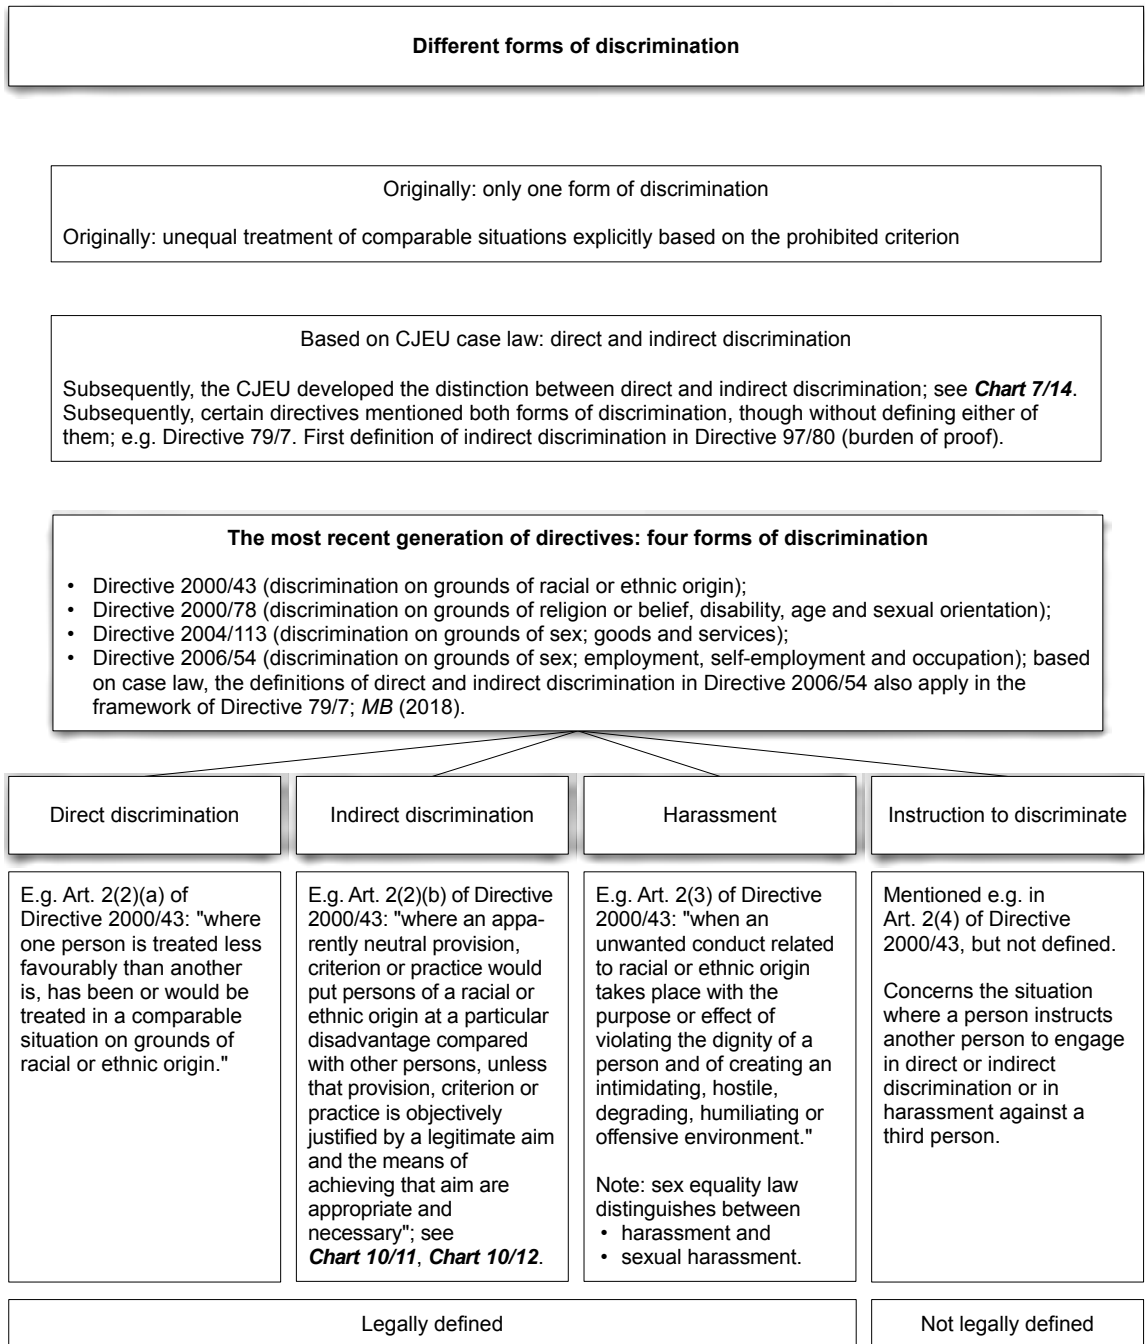 Different forms of discrimination
Originally: only one form of discrimination
Originally: unequal treatment of comparable situations explicitly based on the prohibited criterion
Based on CJEU case law: direct and indirect discrimination
Subsequently, the CJEU developed the distinction between direct and indirect discrimination; see Chart 7/14.
Subsequently, certain directives mentioned both forms of discrimination, though without defining either of
them; e.g. Directive 79/7. First definition of indirect discrimination in Directive 97/80 (burden of proof).
The most recent generation of directives: four forms of discrimination
• Directive 2000/43 (discrimination on grounds of racial or ethnic origin);
• Directive 2000/78 (discrimination on grounds of religion or belief, disability, age and sexual orientation);
• Directive 2004/113 (discrimination on grounds of sex; goods and services);
• Directive 2006/54 (discrimination on grounds of sex; employment, self-employment and occupation); based
on case law, the definitions of direct and indirect discrimination in Directive 2006/54 also apply in the
framework of Directive 79/7; MB (2018).
Direct discrimination
E.g. Art. 2(2)(a) of
Directive 2000/43: "where
one person is treated less
favourably than another
is, has been or would be
treated in a comparable
situation on grounds of
racial or ethnic origin."
Indirect discrimination
E.g. Art. 2(2)(b) of Directive
2000/43: "where an appa-
rently neutral provision,
criterion or practice would
put persons of a racial or
ethnic origin at a particular
disadvantage compared
with other persons, unless
that provision, criterion or
practice is objectively
justified by a legitimate aim
and the means of
achieving that aim are
appropriate and
necessary"; see
Chart 10/11, Chart 10/12.
Harassment
E.g. Art. 2(3) of Directive
2000/43: "when an
unwanted conduct related
to racial or ethnic origin
takes place with the
purpose or effect of
violating the dignity of a
person and of creating an
intimidating, hostile,
degrading, humiliating or
offensive environment."
Note: sex equality law
distinguishes between
• harassment and
• sexual harassment.
Instruction to discriminate
Mentioned e.g. in
Art. 2(4) of Directive
2000/43, but not defined.
Concerns the situation
where a person instructs
another person to engage
in direct or indirect
discrimination or in
harassment against a
third person.
Legally defined
Not legally defined